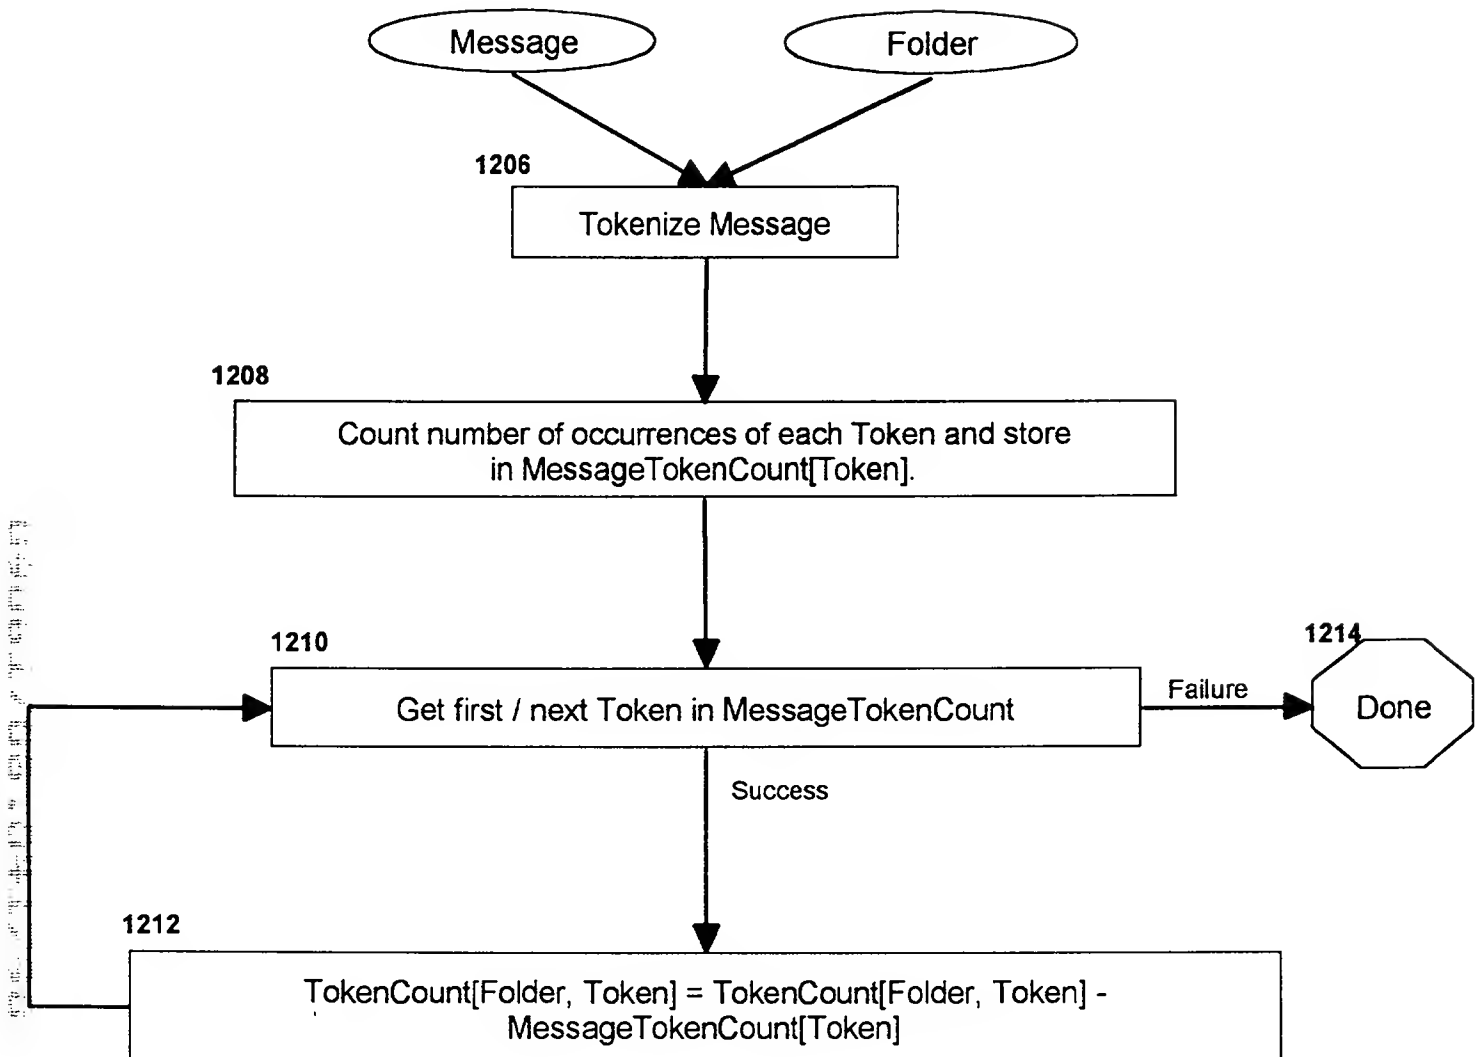 Message
Folder
1206
Tokenize Message
1208
Count number of occurrences of each Token and store
in MessageTokenCount[Token].
1210
Get first / next Token in MessageTokenCount
Failure
1214
Done
Success
1212
TokenCount[Folder, Token] = TokenCount[Folder, Token] -
MessageTokenCount[Token]